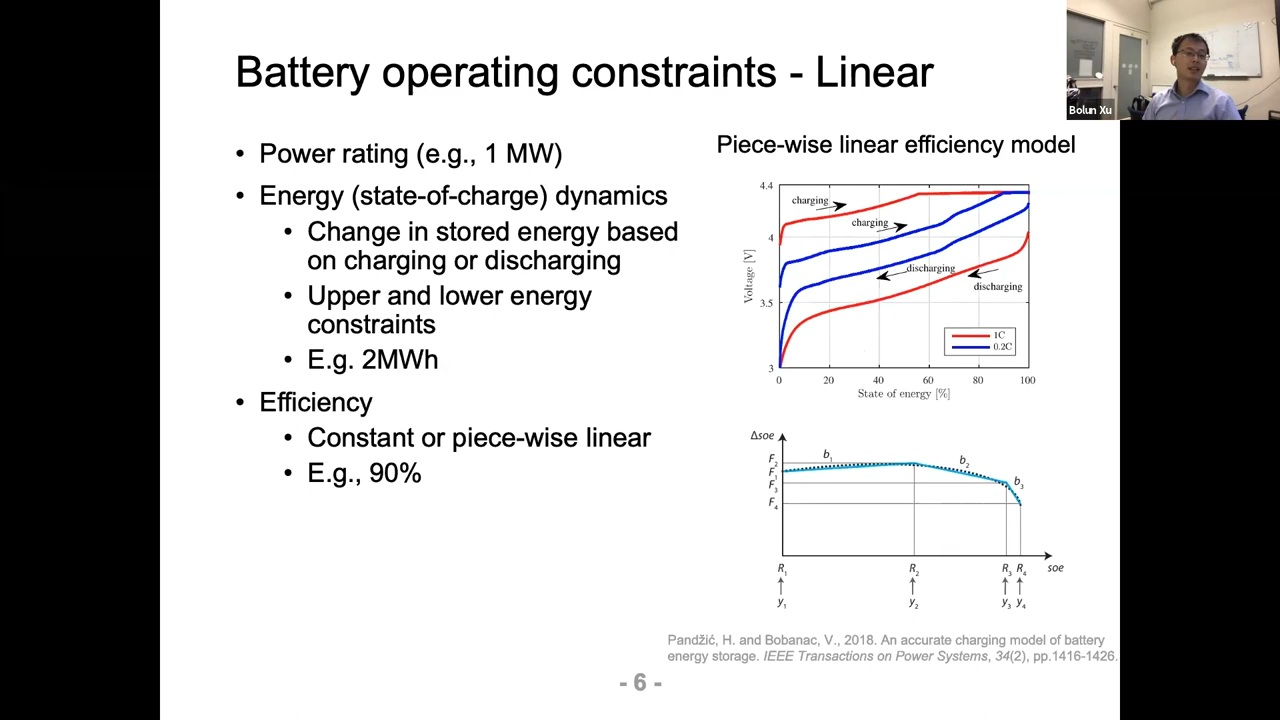 Battery operating constraints - Linear
Bolun Xu
• Power rating (e.g., 1 MW)
• Energy (state-of-charge) dynamics
• Change in stored energy based
on charging or discharging
• Upper and lower energy
constraints
• E.g. 2MWh
• Efficiency
• Constant or piece-wise linear
• E.g., 90%
Piece-wise linear efficiency model
4.4
4
3.5
3
Voltage [V]
charging
charging
discharging
discharging
1C
0.2C
0 20 40 60 80 100
State of energy [%]
Δsoe
F2
F1
F3
F4
b1
b2
b3
R1 R2 R3 R4 soe
y1 y2 y3 y4
Pandžić, H. and Bobanac, V., 2018. An accurate charging model of battery
energy storage. IEEE Transactions on Power Systems, 34(2), pp.1416-1426.
- 6 -